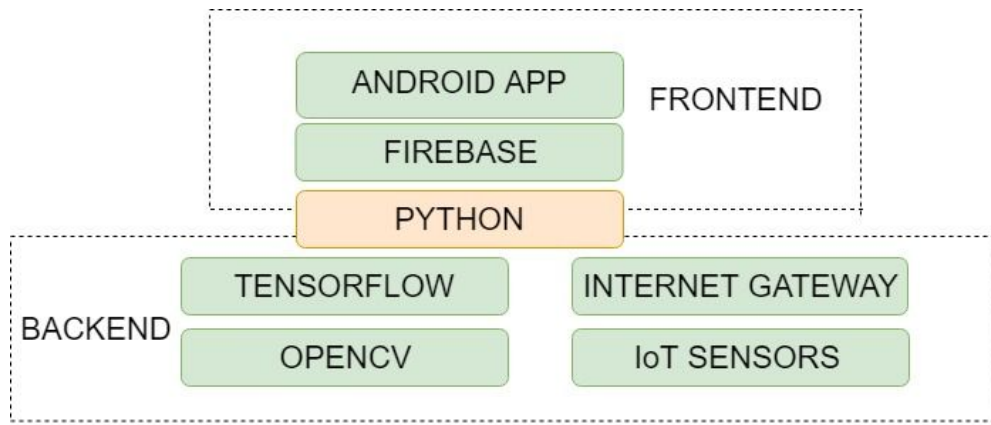 ANDROID APP
FRONTEND
FIREBASE
PYTHON
TENSORFLOW
INTERNET GATEWAY
BACKEND
OPENCV
IoT SENSORS